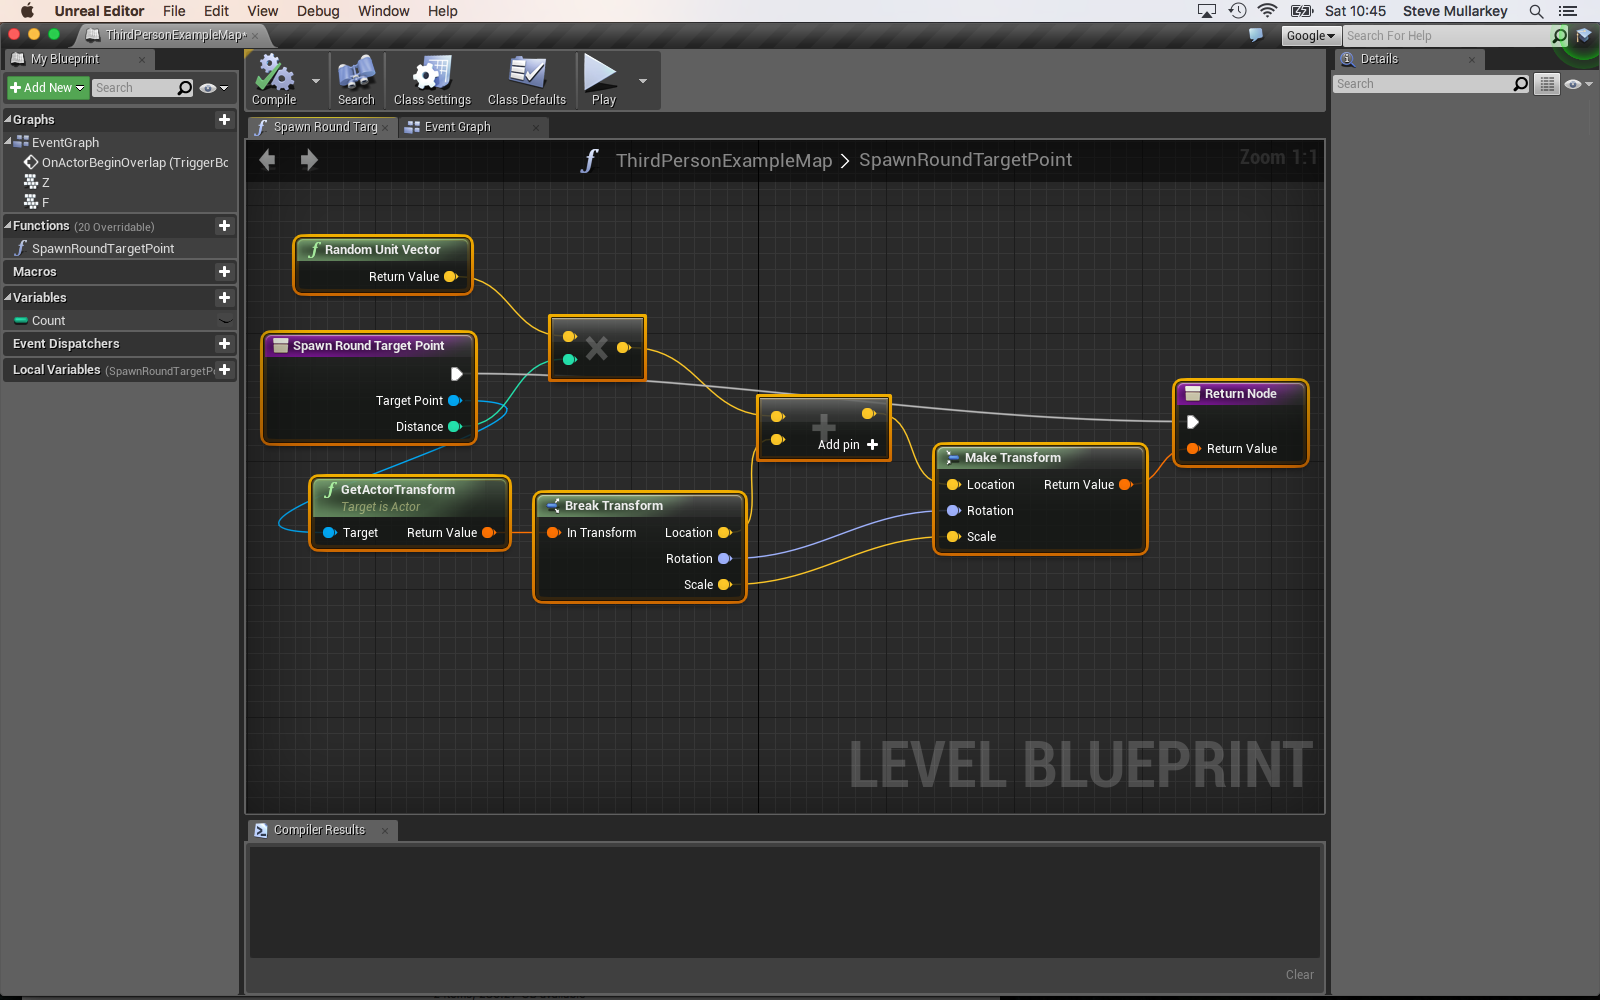 Unreal Editor File Edit View Debug Window Help Sat 10:45 Steve Mullarkey
ThirdPersonExampleMap*
Google Search For Help
My Blueprint
Details
+ Add New Search
Compile Search Class Settings Class Defaults Play
Search
Graphs
EventGraph
OnActorBeginOverlap (TriggerBo
Z
F
Functions (20 Overridable)
SpawnRoundTargetPoint
Macros
Variables
Count
Event Dispatchers
Local Variables (SpawnRoundTargetP
f Spawn Round Targ
Event Graph
f ThirdPersonExampleMap > SpawnRoundTargetPoint
Zoom 1:1
f Random Unit Vector
Return Value
Spawn Round Target Point
Target Point
Distance
f GetActorTransform
Target is Actor
Target Return Value
Break Transform
In Transform Location
Rotation
Scale
Add pin +
Make Transform
Location Return Value
Rotation
Scale
Return Node
Return Value
LEVEL BLUEPRINT
Compiler Results
Clear